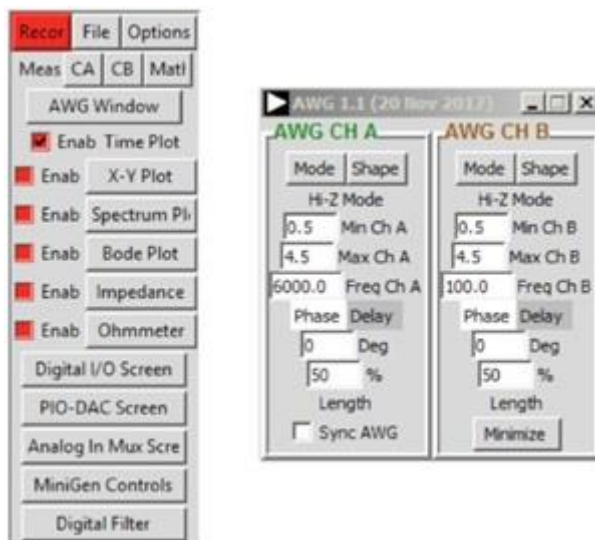 Recor File Options
Meas CA CB Matl
AWG Window
Enab Time Plot
Enab X-Y Plot
Enab Spectrum Pl
Enab Bode Plot
Enab Impedance
Enab Ohmmeter
Digital I/O Screen
PIO-DAC Screen
Analog In Mux Scre
MiniGen Controls
Digital Filter
AWG 1.1 (20 Nov 2017)
AWG CH A
Mode Shape
Hi-Z Mode
0.5 Min Ch A
4.5 Max Ch A
6000.0 Freq Ch A
Phase Delay
0 Deg
50 %
Length
Sync AWG
AWG CH B
Mode Shape
Hi-Z Mode
0.5 Min Ch B
4.5 Max Ch B
100.0 Freq Ch B
Phase Delay
0 Deg
50 %
Length
Minimize